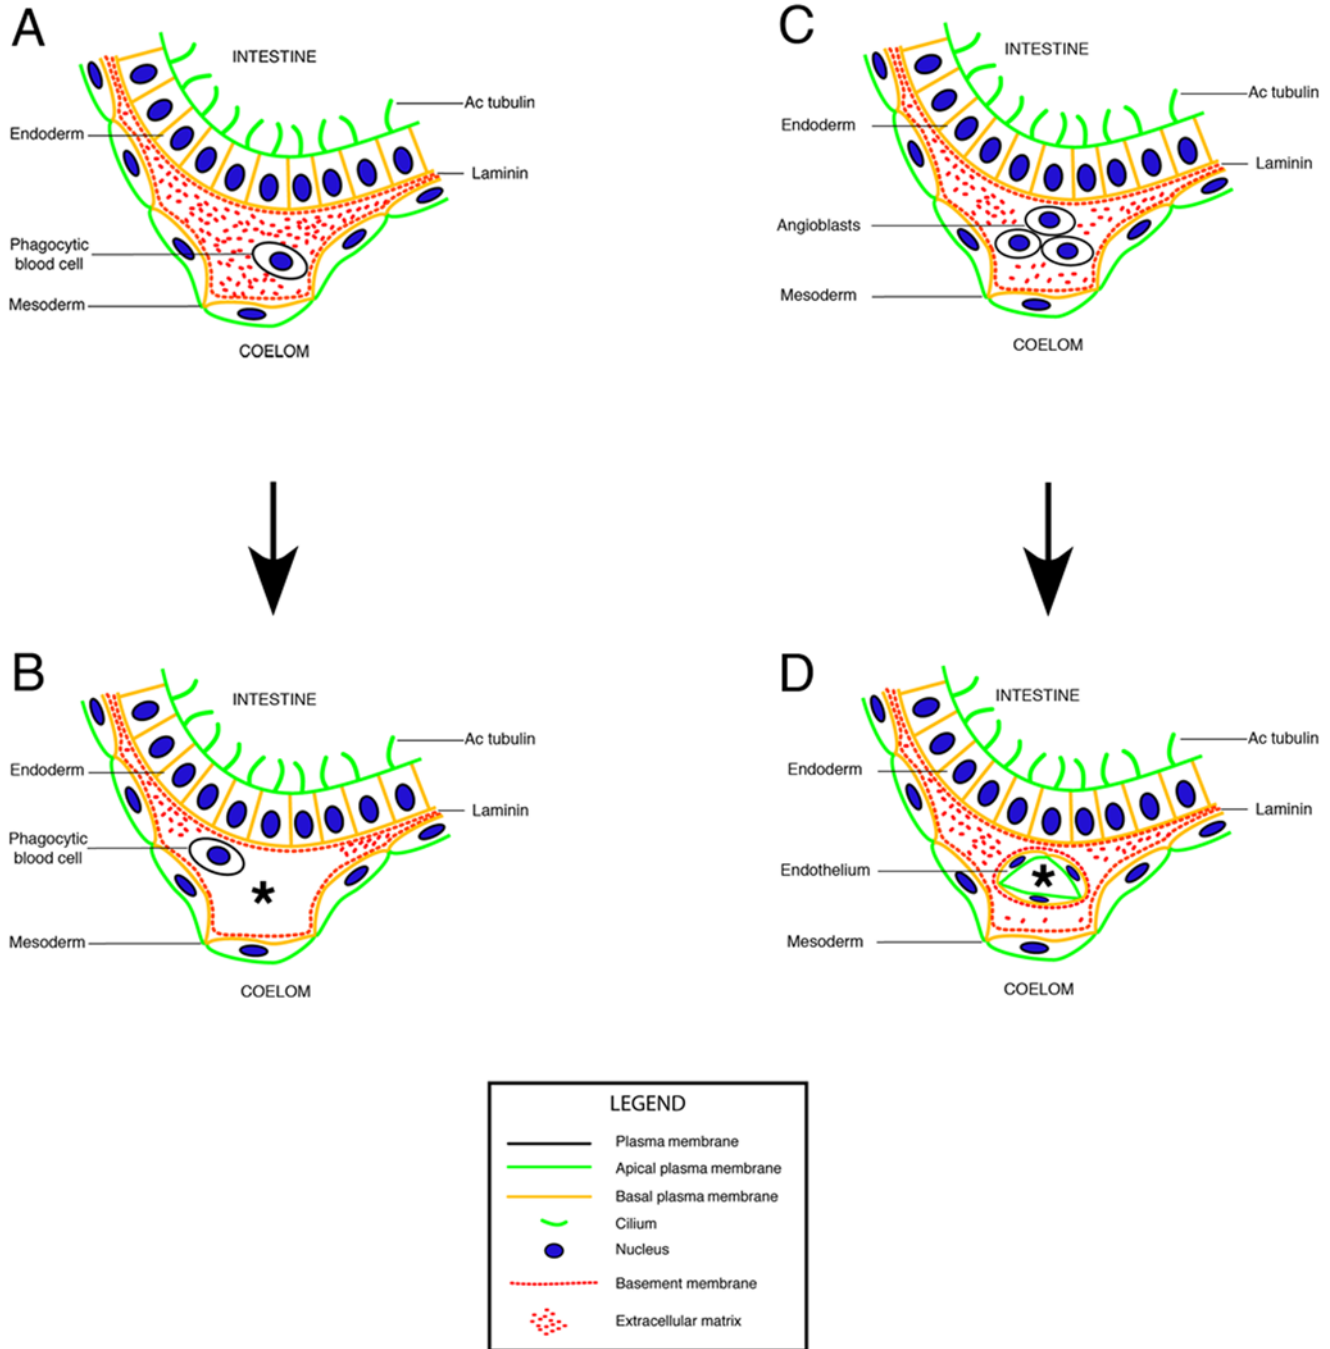 A
INTESTINE
Ac tubulin
Endoderm
Laminin
Phagocytic
blood cell
Mesoderm
COELOM
C
INTESTINE
Ac tubulin
Endoderm
Laminin
Angioblasts
Mesoderm
COELOM
B
INTESTINE
Ac tubulin
Endoderm
Laminin
Phagocytic
blood cell
*
Mesoderm
COELOM
D
INTESTINE
Ac tubulin
Endoderm
Laminin
Endothelium
*
Mesoderm
COELOM
LEGEND
Plasma membrane
Apical plasma membrane
Basal plasma membrane
Cilium
Nucleus
Basement membrane
Extracellular matrix